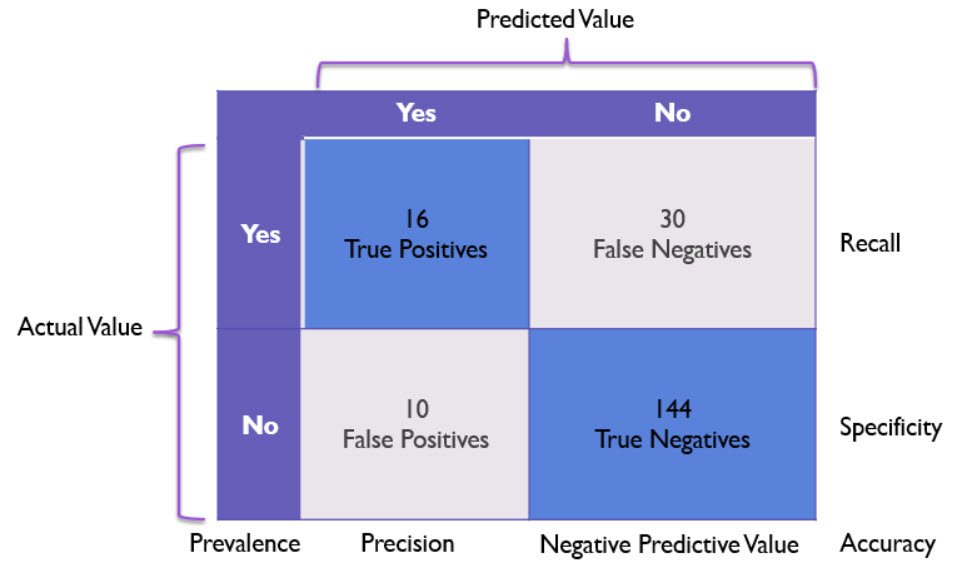 Predicted Value
Yes
No
Yes
16
True Positives
30
False Negatives
Recall
Actual Value
No
10
False Positives
144
True Negatives
Specificity
Prevalence
Precision
Negative Predictive Value
Accuracy